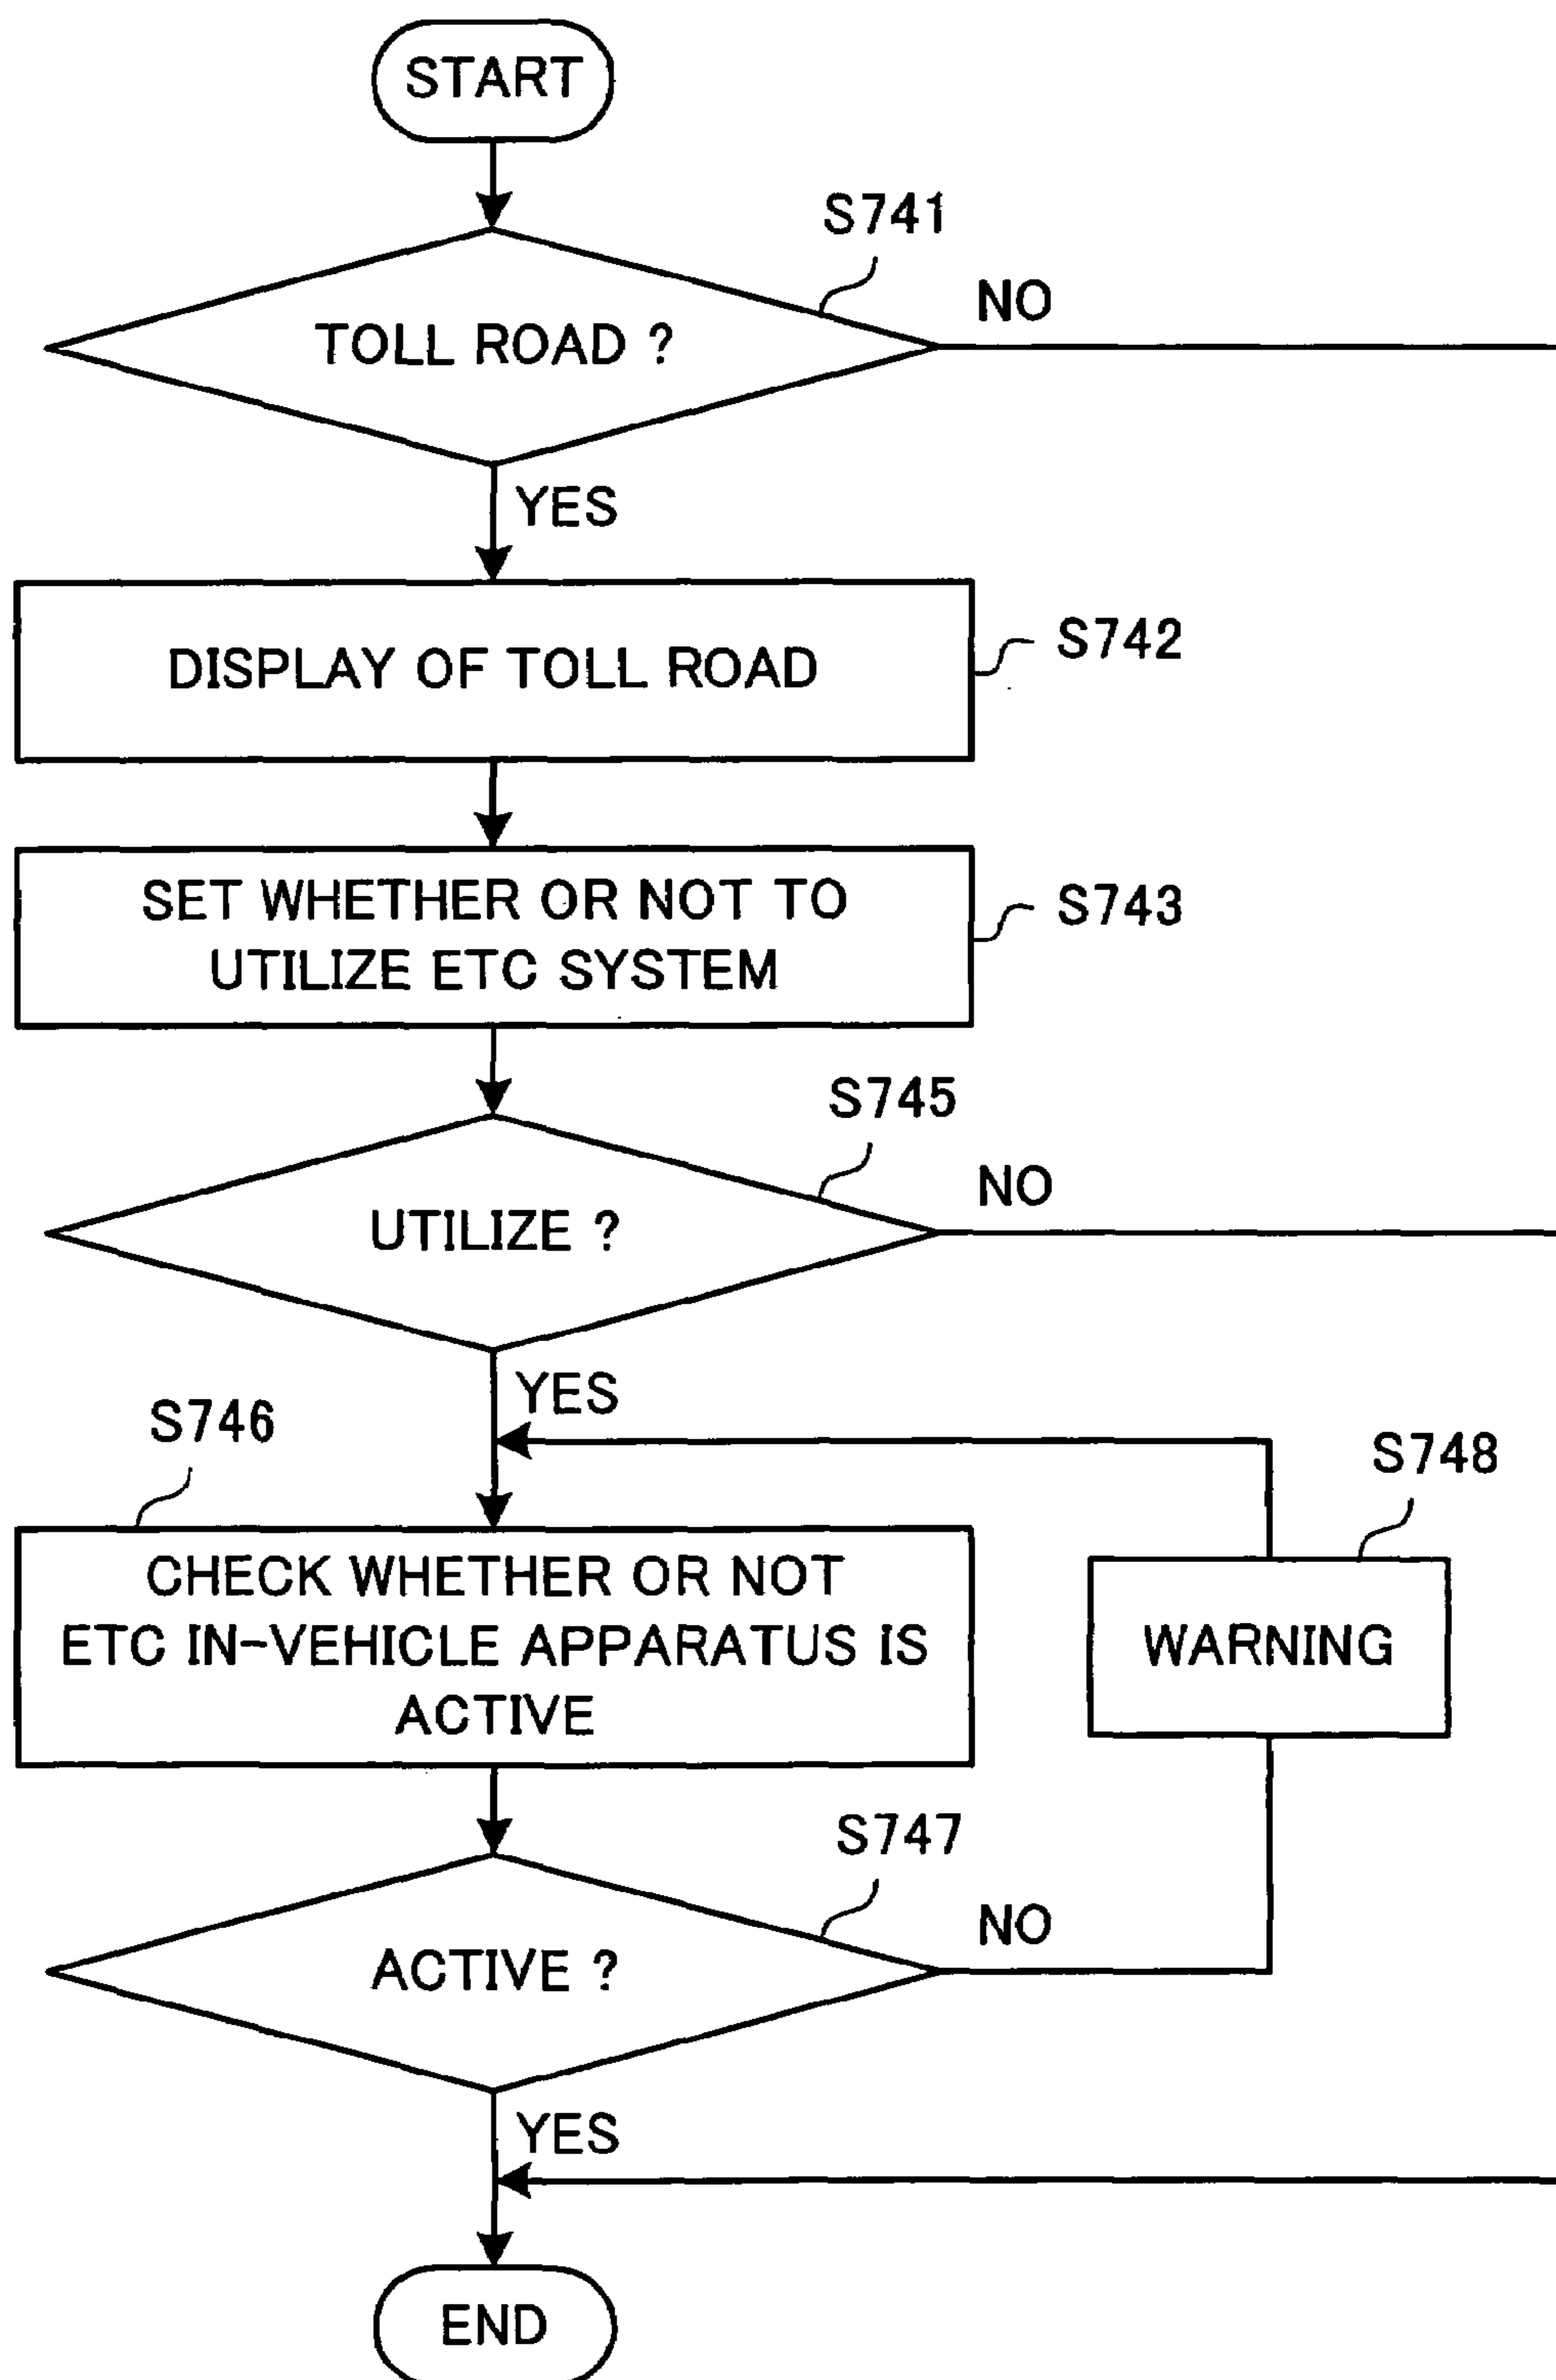 START
S741
NO
TOLL ROAD ?
YES
DISPLAY OF TOLL ROAD
S742
SET WHETHER OR NOT TO
UTILIZE ETC SYSTEM
S743
S745
NO
UTILIZE ?
YES
S746
S748
CHECK WHETHER OR NOT
ETC IN-VEHICLE APPARATUS IS
ACTIVE
WARNING
S747
NO
ACTIVE ?
YES
END